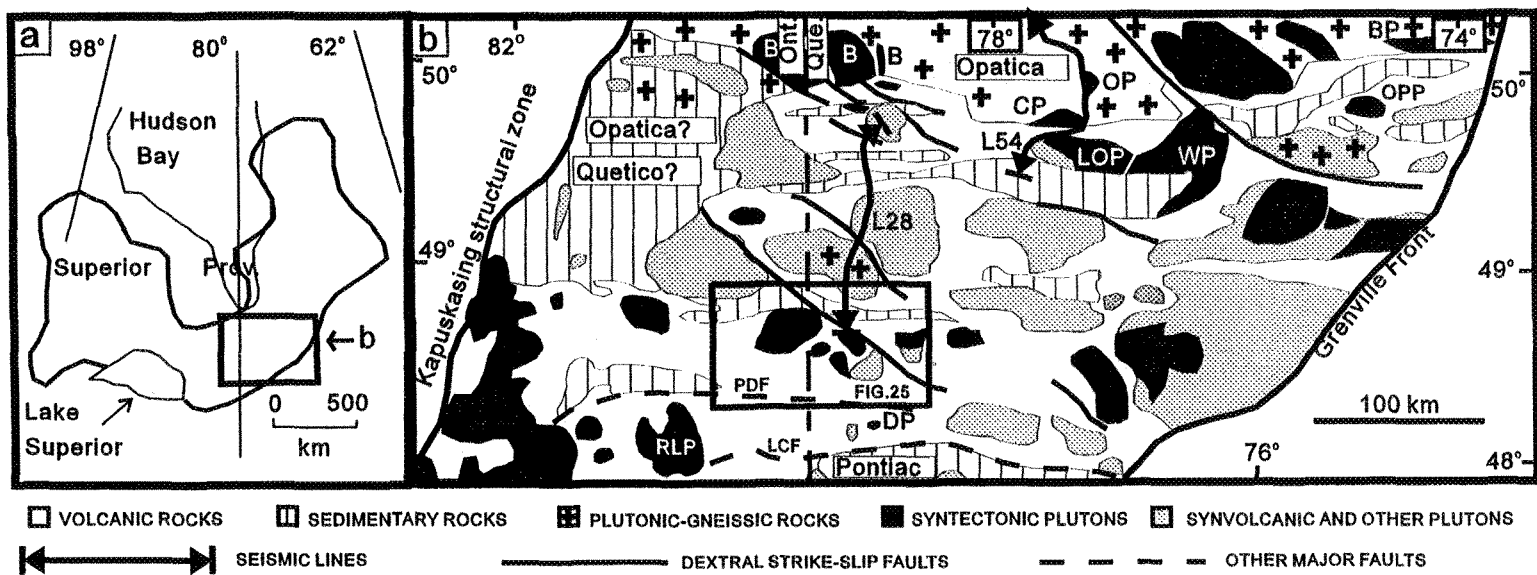 a
98° 80° 62°
Hudson
Bay
Superior Prov.
b
Lake
Superior
0 500
km
b
82° 78° 74°
50°
50°
49°
49°
48°
76°
Ont.
Que.
B
B
B
BP
Opatica
OP
CP
OPP
Opatica?
Quetico?
L54
LOP
WP
L28
Kapuskasing structural zone
Grenville Front
PDF
FIG.25
100 km
DP
RLP
LCF
Pontiac
VOLCANIC ROCKS SEDIMENTARY ROCKS PLUTONIC-GNEISSIC ROCKS SYNTECTONIC PLUTONS SYNVOLCANIC AND OTHER PLUTONS
SEISMIC LINES DEXTRAL STRIKE-SLIP FAULTS OTHER MAJOR FAULTS